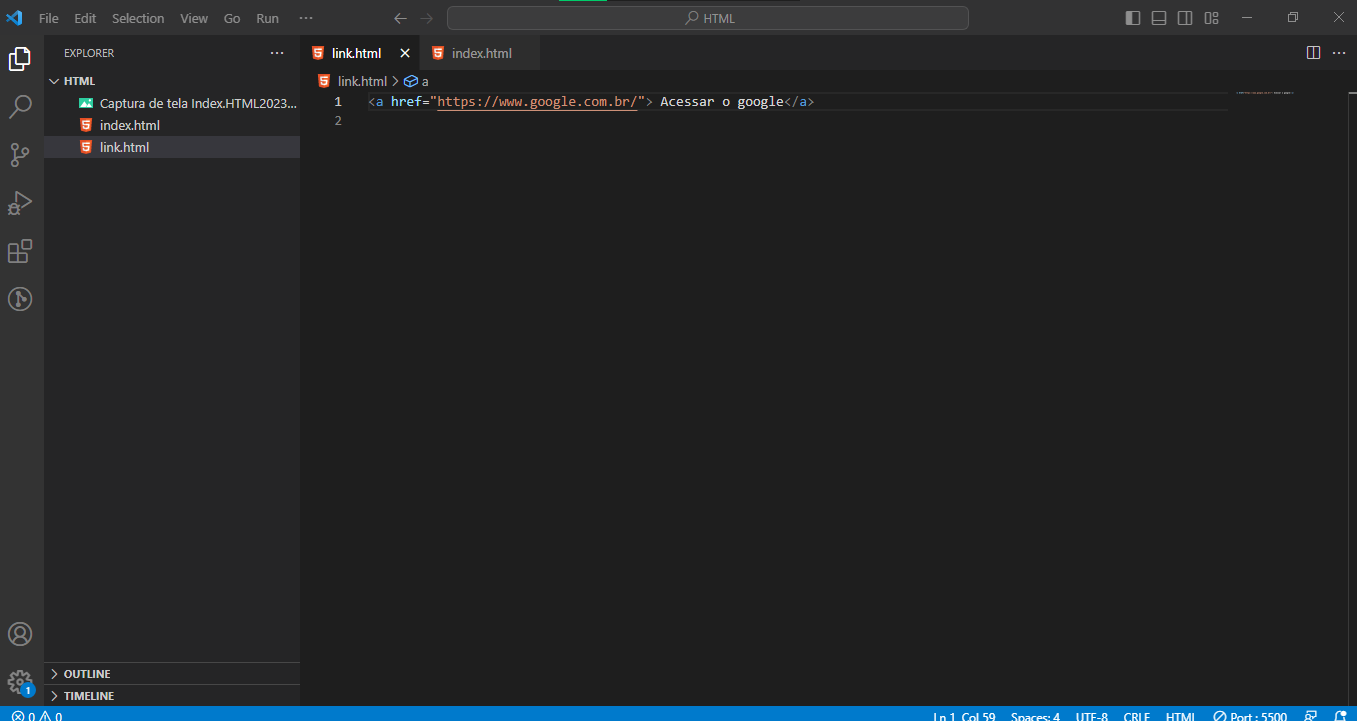 File Edit Selection View Go Run ··· HTML
EXPLORER ···
link.html index.html ···
HTML
link.html > a
Captura de tela Index.HTML2023...
index.html
link.html
1 <a href="https://www.google.com.br/"> Acessar o google</a>
2
OUTLINE
1
TIMELINE
0 0 Ln 1, Col 59 Spaces: 4 UTF-8 CRLF HTML Port : 5500